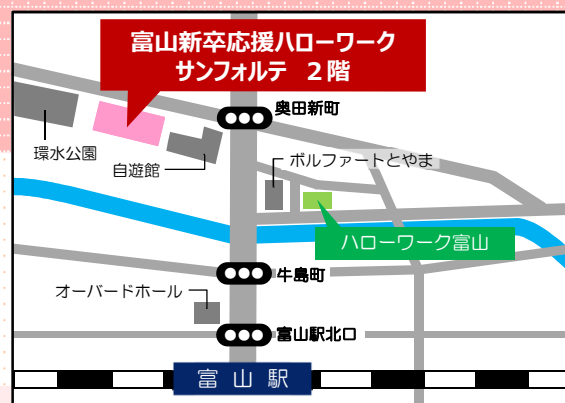 富山新卒応援ハローワーク
サンフォルテ 2階
奥田新町
環水公園
自遊館
ボルファートとやま
ハローワーク富山
牛島町
オーバードホール
富山駅北口
富山駅